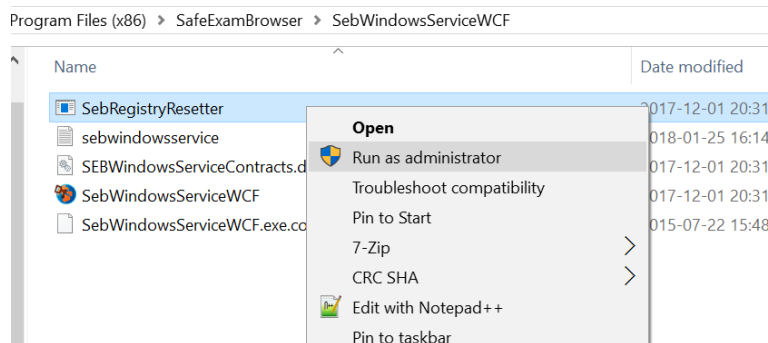 Program Files (x86) > SafeExamBrowser > SebWindowsServiceWCF
Name Date modified
SebRegistryResetter 2017-12-01 20:31
sebwindowsservice 2018-01-25 16:14
SEBWindowsServiceContracts.d 2017-12-01 20:31
SebWindowsServiceWCF 2017-12-01 20:31
SebWindowsServiceWCF.exe.co 2015-07-22 15:48
Open
Run as administrator
Troubleshoot compatibility
Pin to Start
7-Zip
CRC SHA
Edit with Notepad++
Pin to taskbar